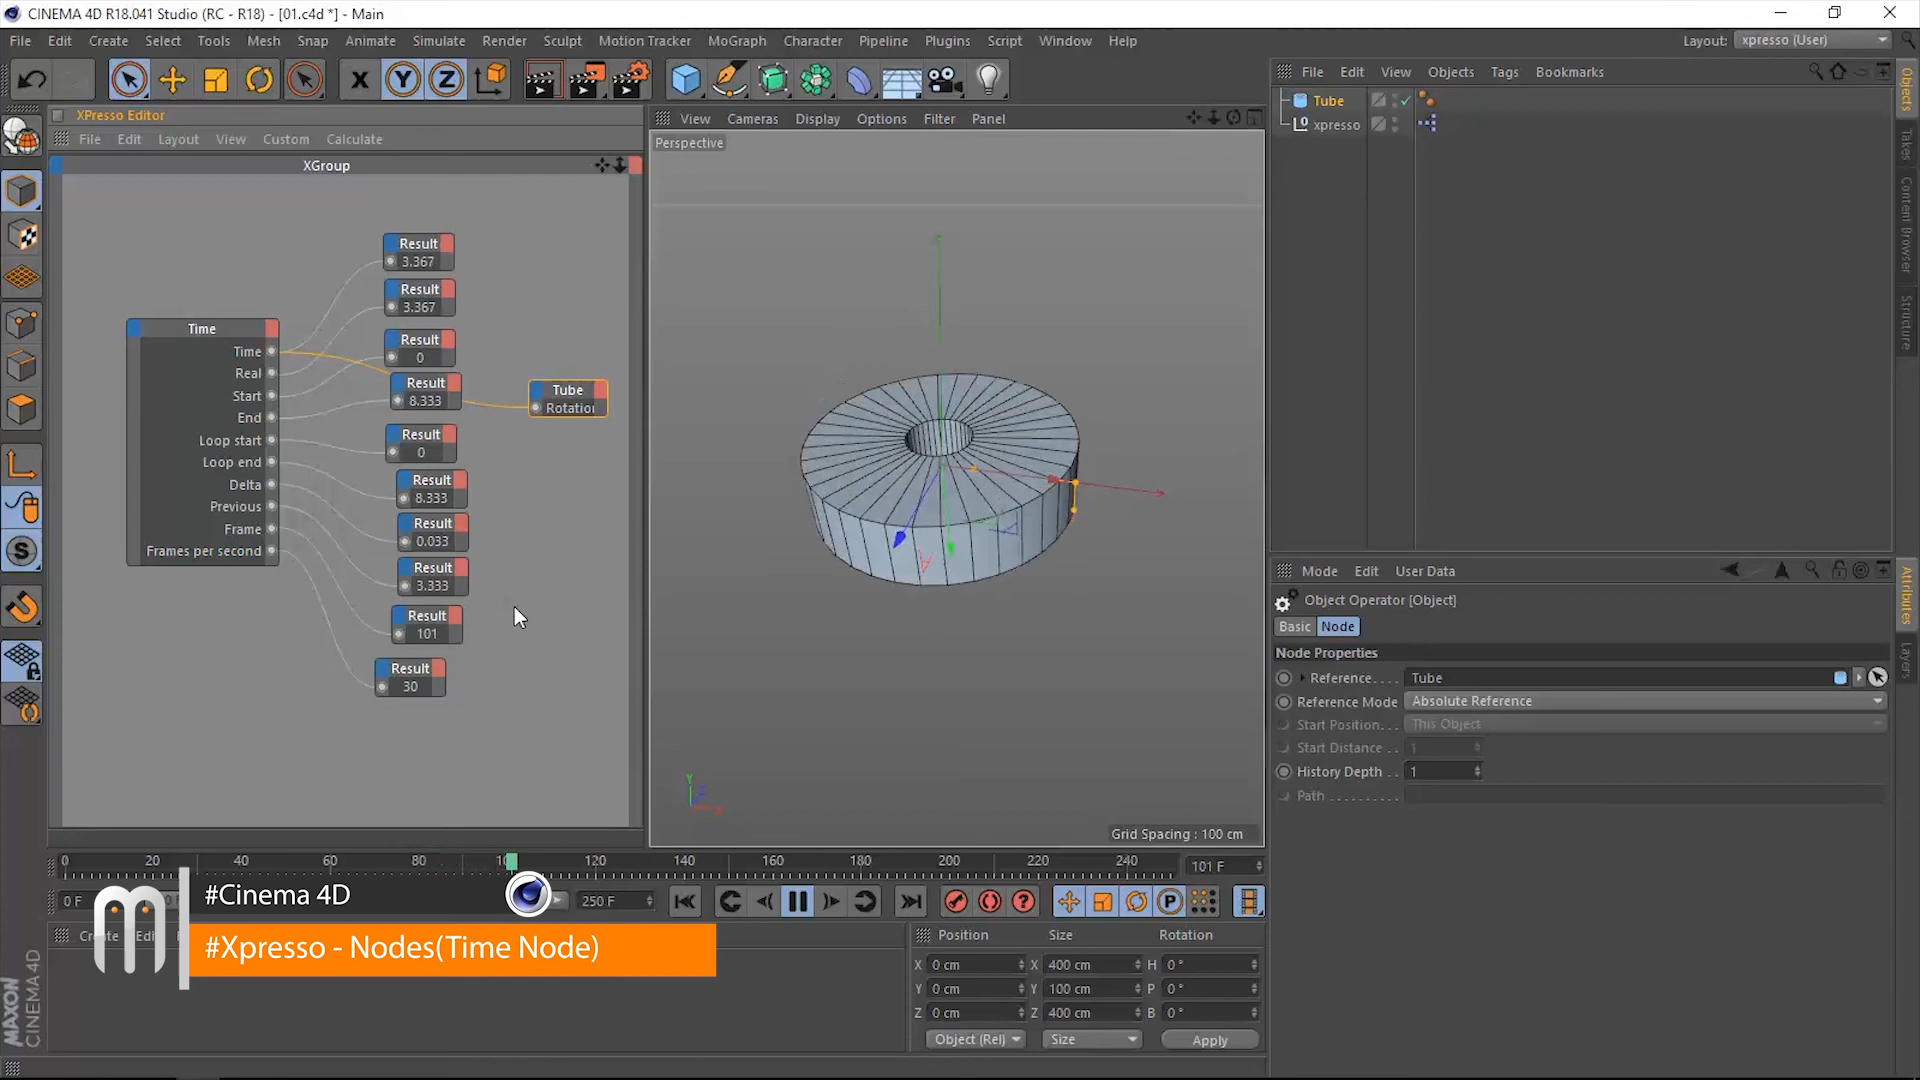 CINEMA 4D R18.041 Studio (RC - R18) - [01.c4d *] - Main
File Edit Create Select Tools Mesh Snap Animate Simulate Render Sculpt Motion Tracker MoGraph Character Pipeline Plugins Script Window Help
Layout: xpresso (User)
X Y Z
XPresso Editor
File Edit Layout View Custom Calculate
XGroup
Result
3.367
Result
3.367
Result
0
Result
8.333
Result
0
Result
8.333
Result
0.033
Result
3.333
Result
101
Result
30
Time
Time
Real
Start
End
Loop start
Loop end
Delta
Previous
Frame
Frames per second
Tube
View Cameras Display Options Filter Panel
Perspective
Y
Grid Spacing : 100 cm
File Edit View Objects Tags Bookmarks
Tube
xpresso
Objects
Takes
Content Browser
Structure
Mode Edit User Data
Object Operator [Object]
Basic Node
Node Properties
Reference. . . . Tube
Reference Mode Absolute Reference
Start Position. . . This Object
Start Distance . . 1
History Depth . . 1
Path . . . . . . . . . .
Attributes
Layers
0 20 40 60 80 120 140 160 180 200 220 240
101 F
0 F
250 F
#Cinema 4D
#Xpresso - Nodes(Time Node)
MAXON
CINEMA 4D
Position Size Rotation
X 0 cm X 400 cm H 0 °
Y 0 cm Y 100 cm P 0 °
Z 0 cm Z 400 cm B 0 °
Object (Rel) Size Apply